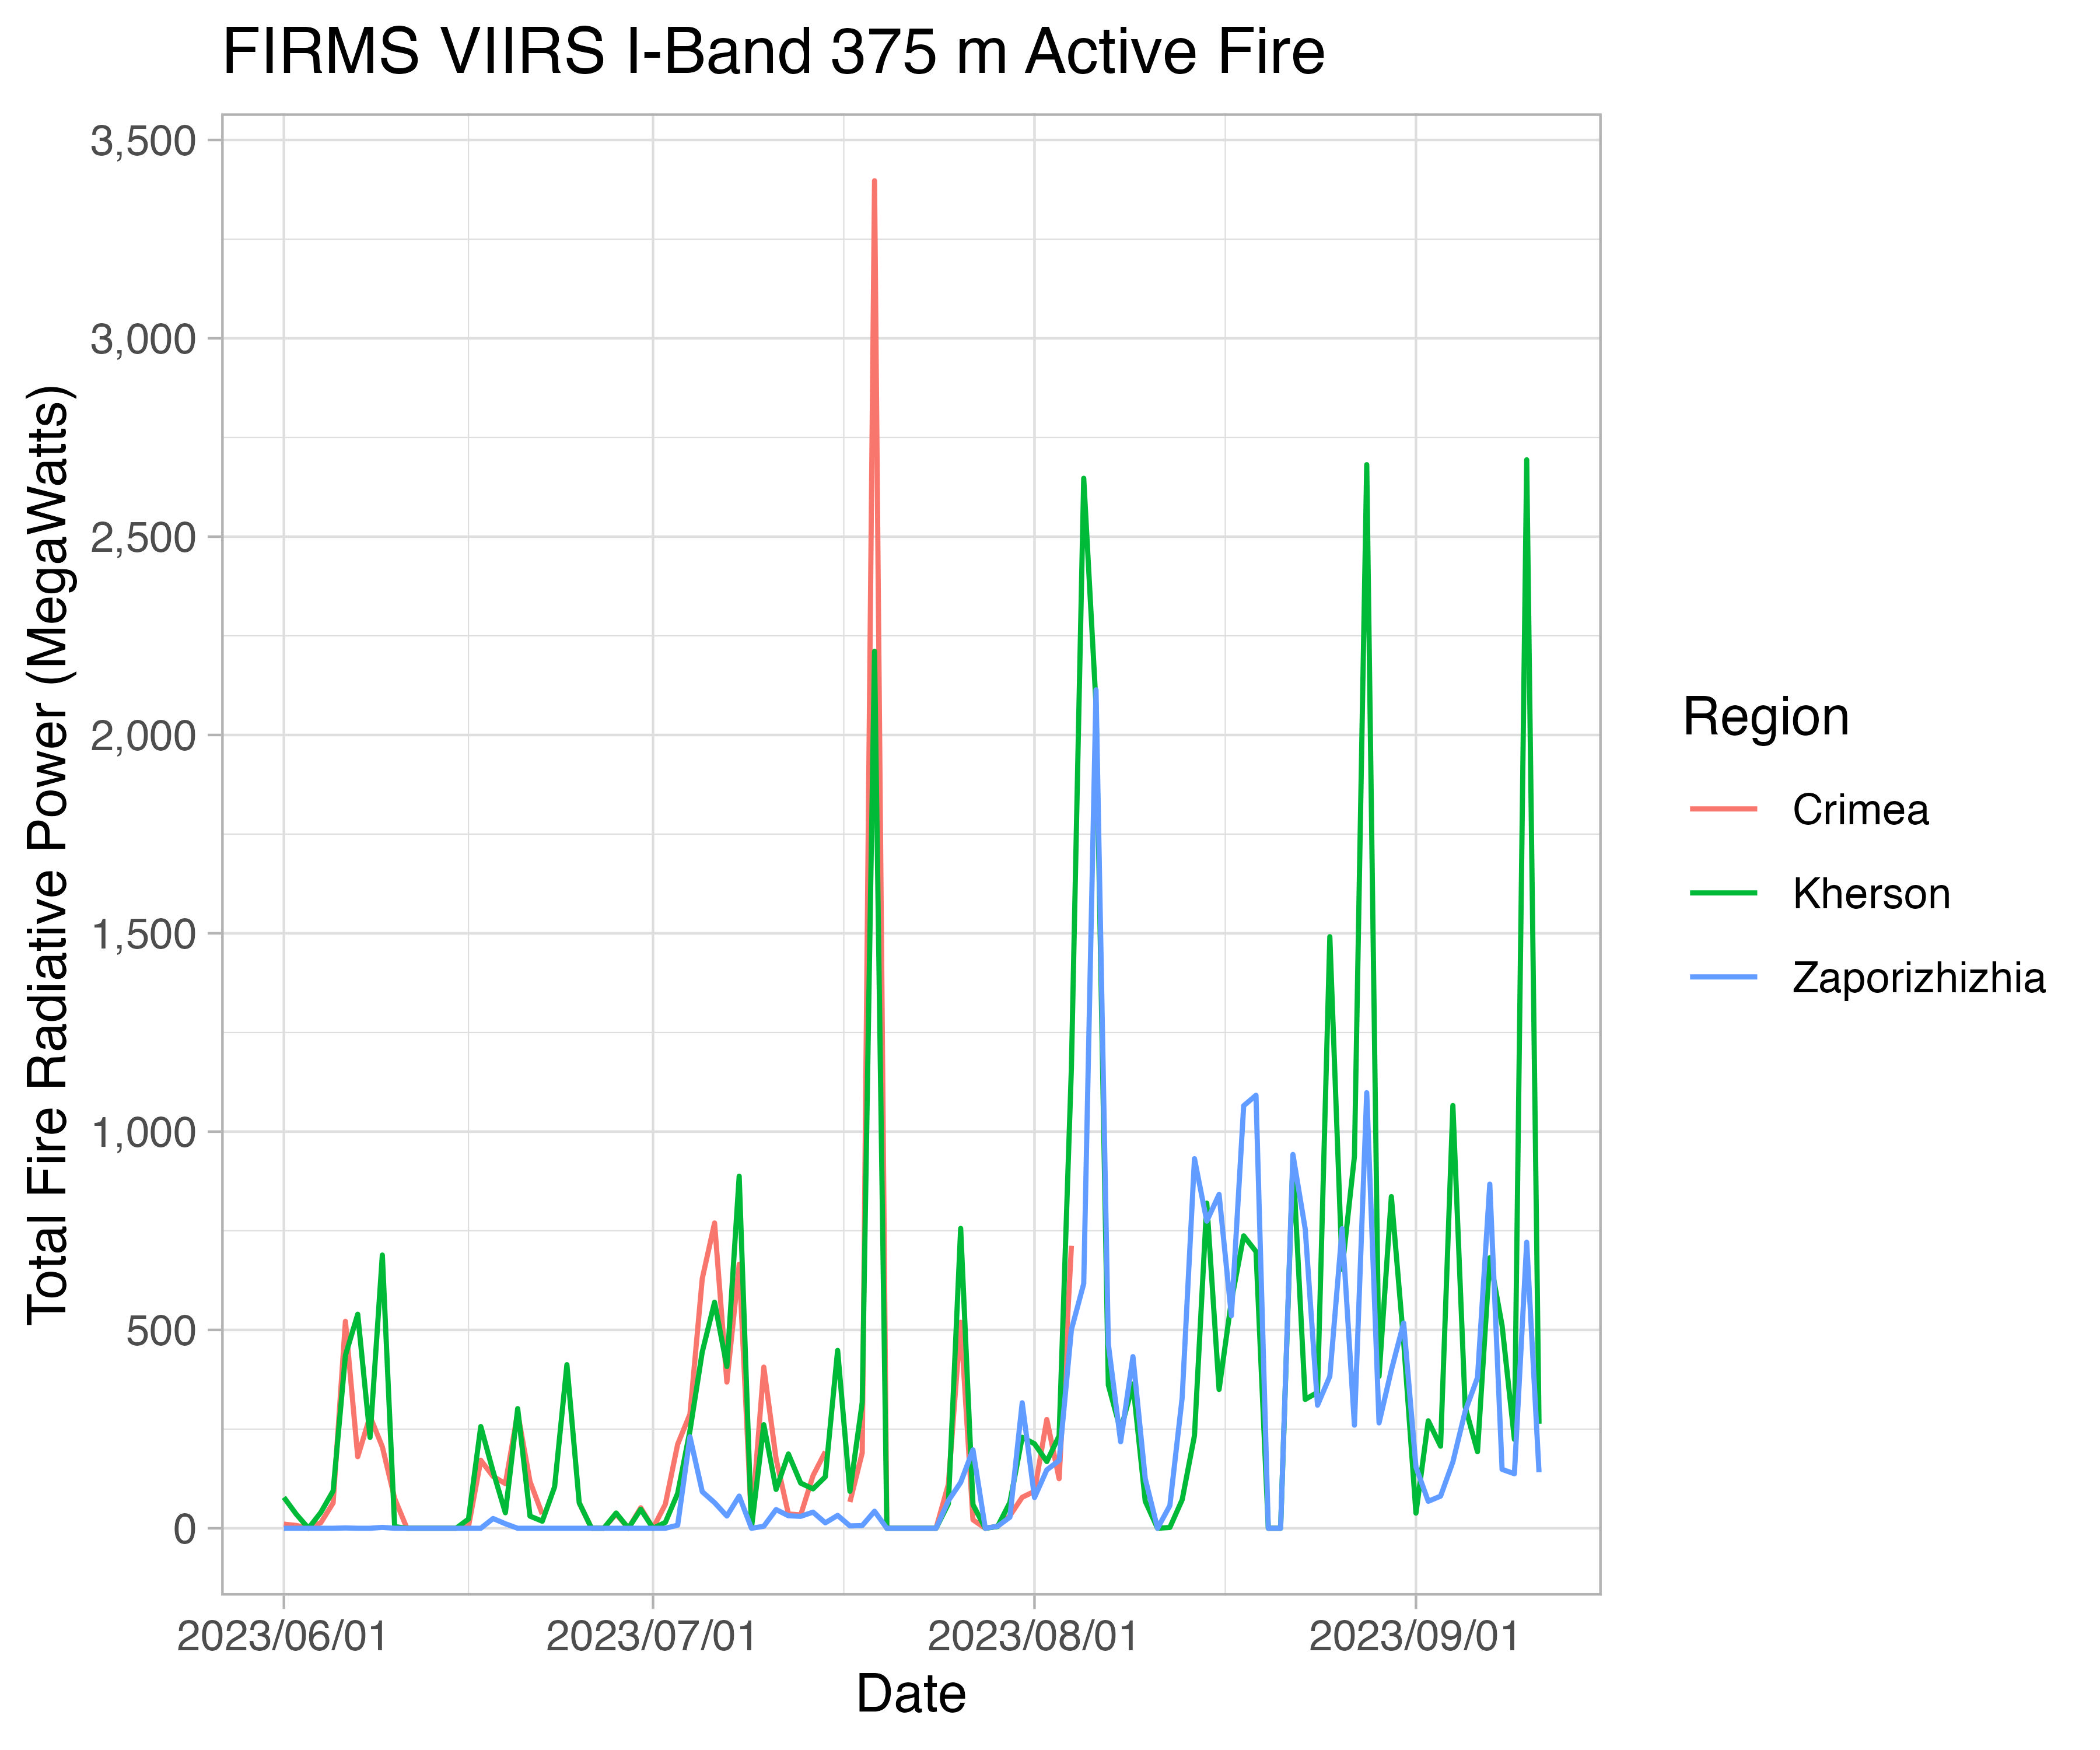 FIRMS VIIRS I-Band 375 m Active Fire
Total Fire Radiative Power (MegaWatts)
3,500
3,000
2,500
2,000
1,500
1,000
500
0
2023/06/01
2023/07/01
2023/08/01
2023/09/01
Date
Region
Crimea
Kherson
Zaporizhizhia